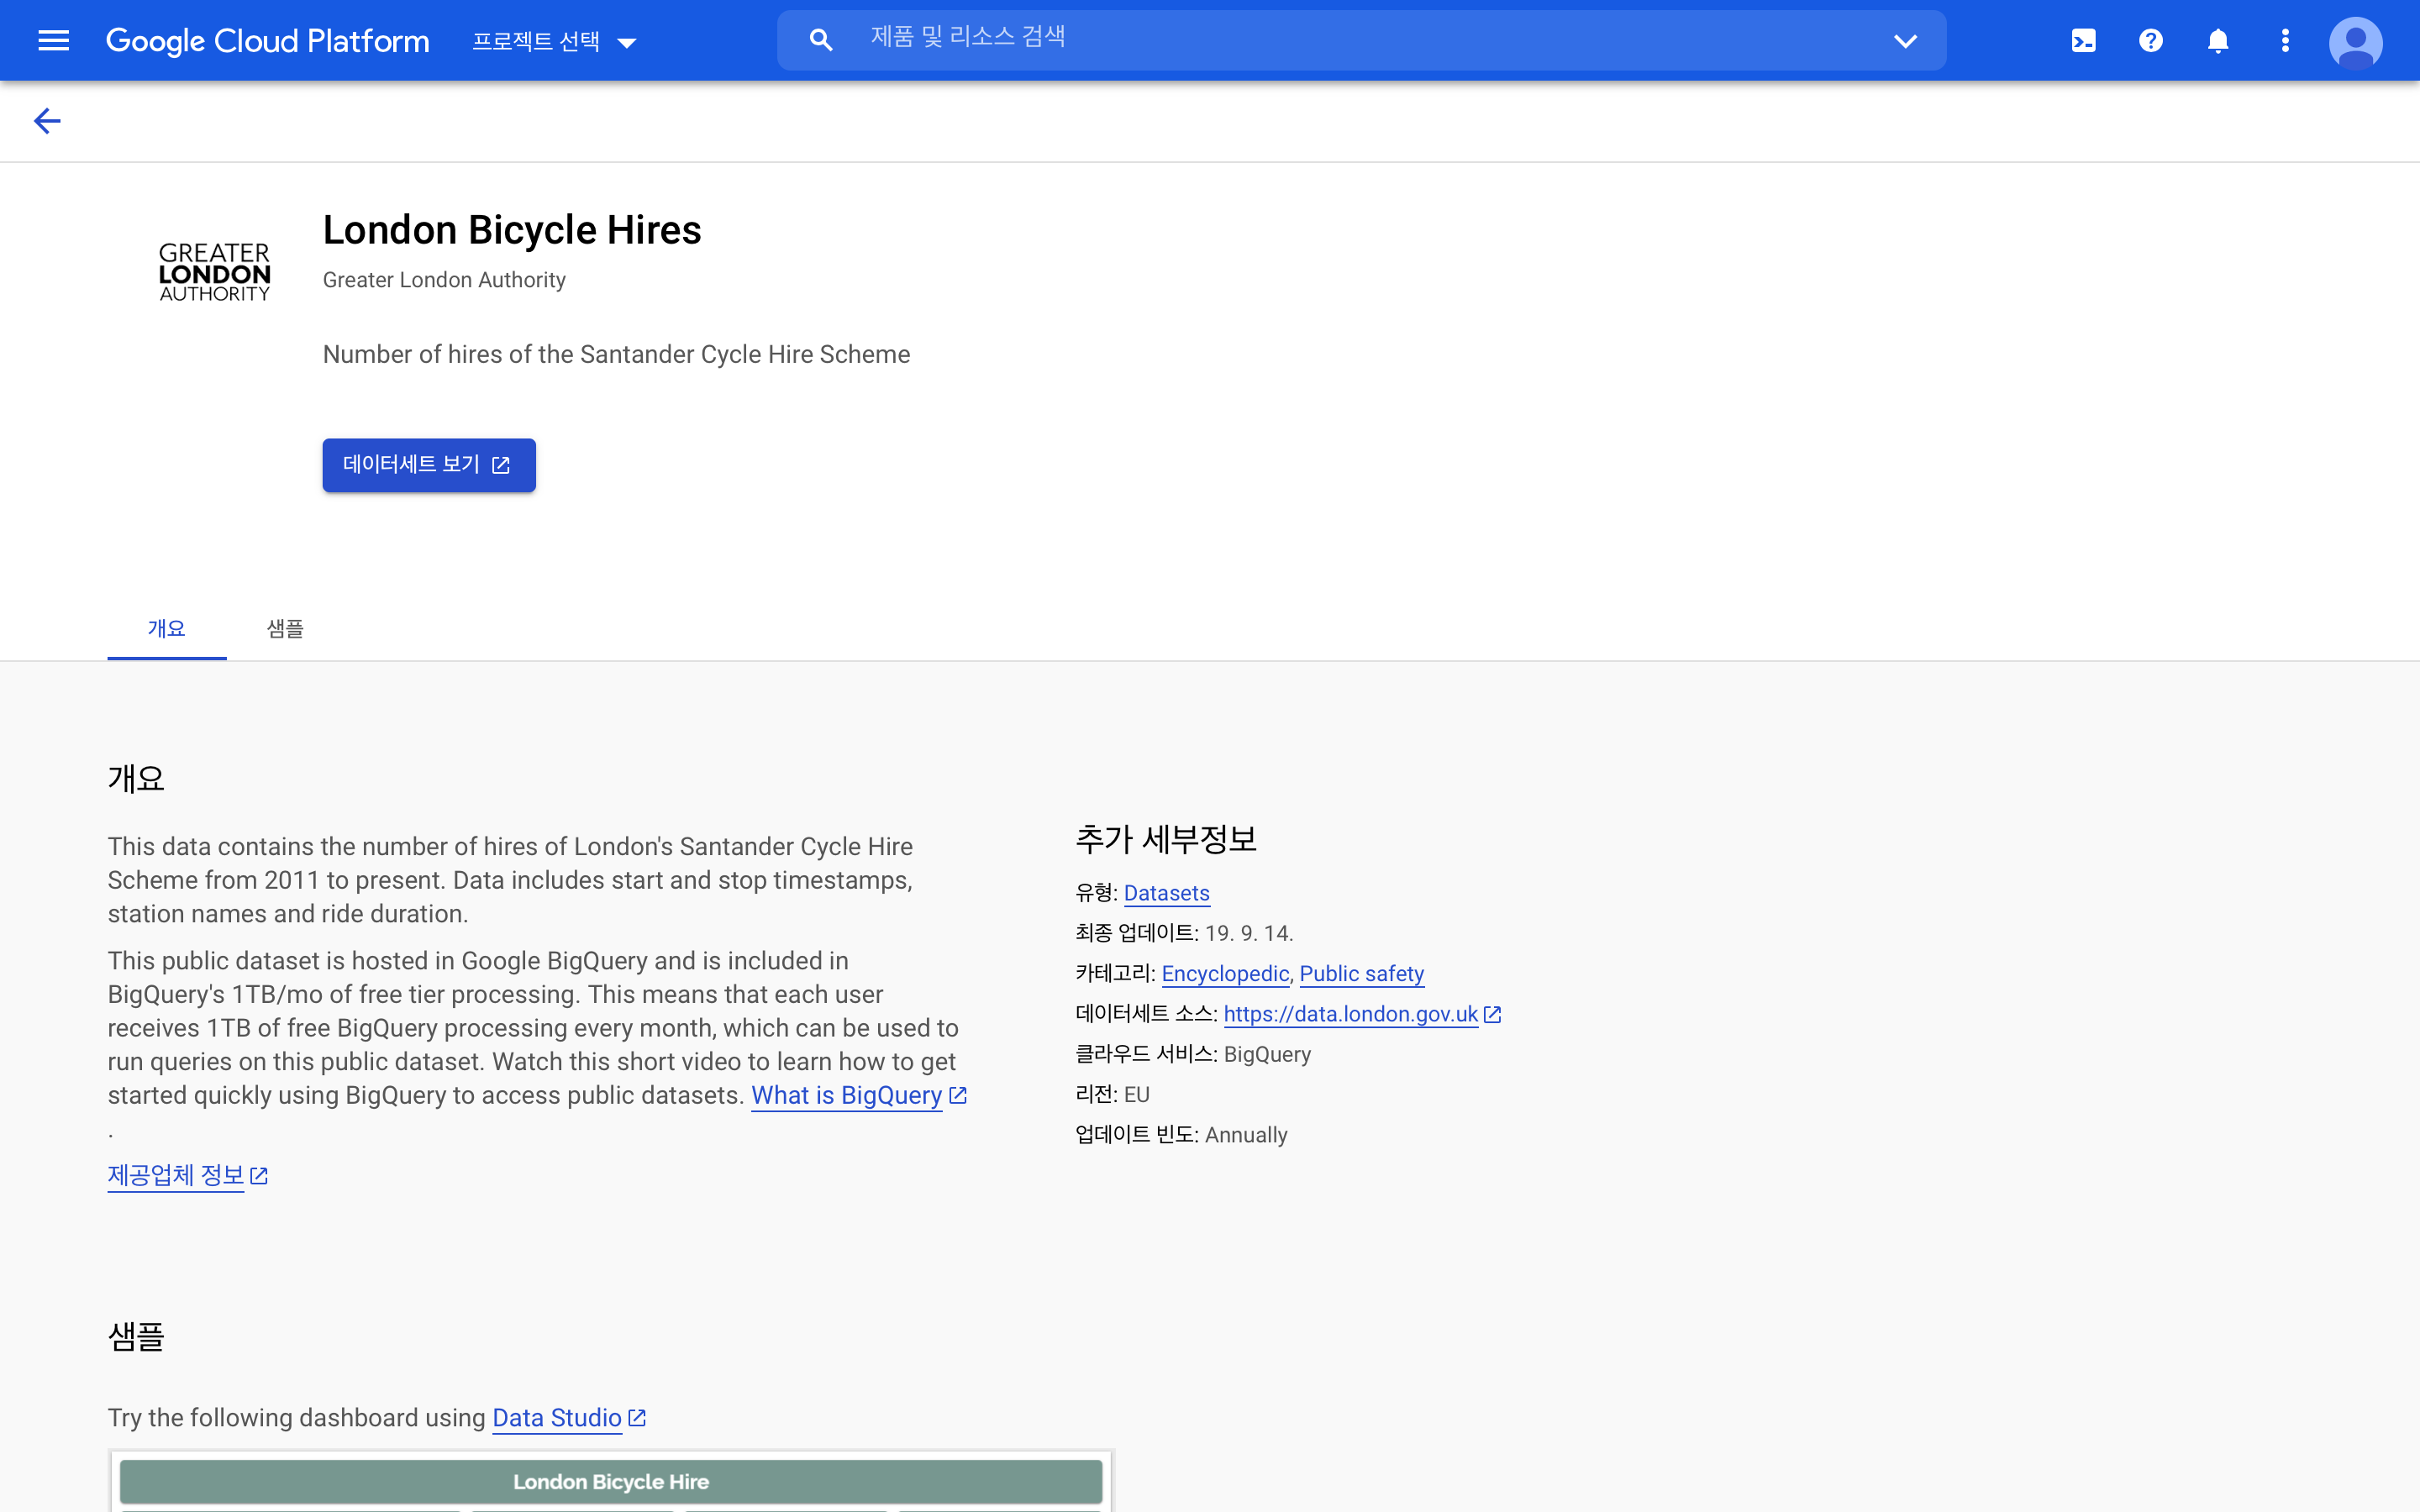 Google Cloud Platform 프로젝트 선택 제품 및 리소스 검색
GREATER
LONDON
AUTHORITY
London Bicycle Hires
Greater London Authority
Number of hires of the Santander Cycle Hire Scheme
데이터세트 보기
개요 샘플
개요
This data contains the number of hires of London's Santander Cycle Hire
Scheme from 2011 to present. Data includes start and stop timestamps,
station names and ride duration.
This public dataset is hosted in Google BigQuery and is included in
BigQuery's 1TB/mo of free tier processing. This means that each user
receives 1TB of free BigQuery processing every month, which can be used to
run queries on this public dataset. Watch this short video to learn how to get
started quickly using BigQuery to access public datasets. What is BigQuery
.
제공업체 정보
추가 세부정보
유형: Datasets
최종 업데이트: 19. 9. 14.
카테고리: Encyclopedic, Public safety
데이터세트 소스: https://data.london.gov.uk
클라우드 서비스: BigQuery
리전: EU
업데이트 빈도: Annually
샘플
Try the following dashboard using Data Studio
London Bicycle Hire